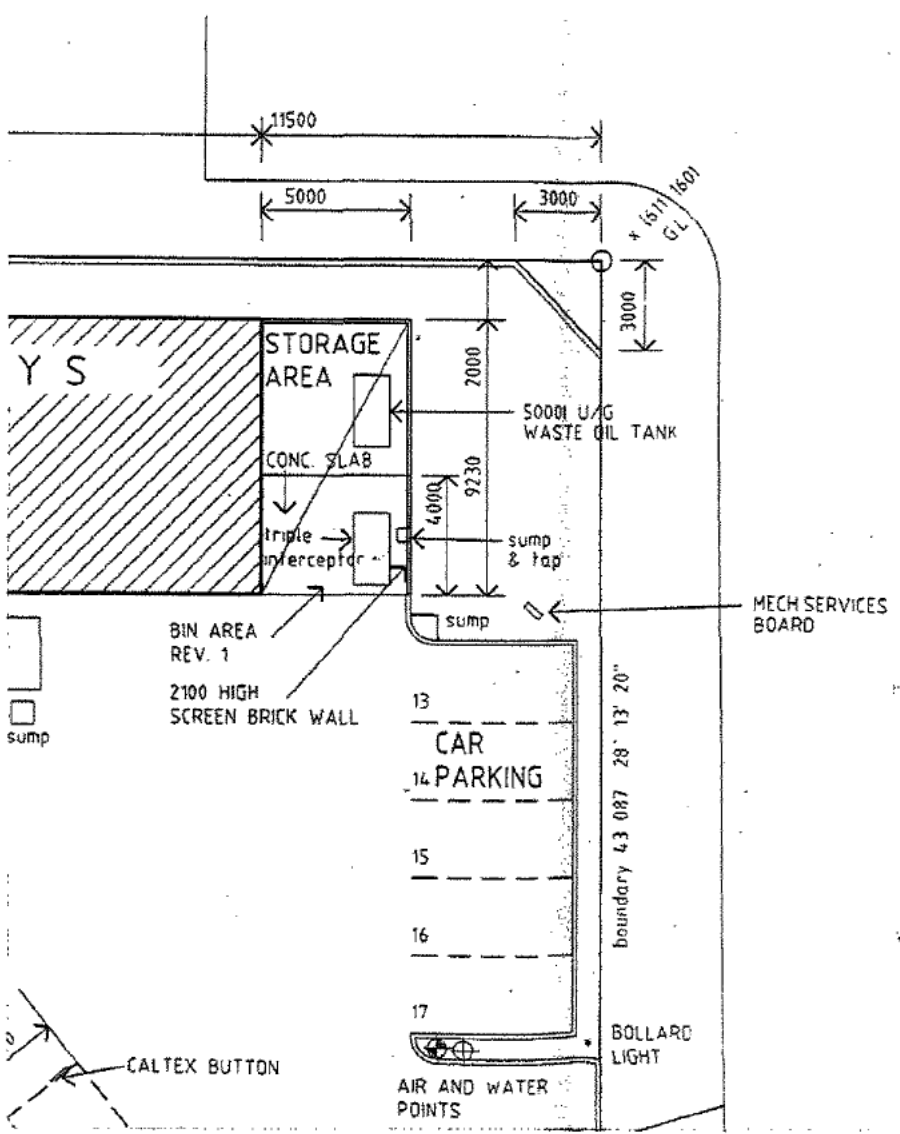 11500
5000
3000
* (671) 1601
GL
3000
Y S
STORAGE
AREA
2000
5000l U/G
WASTE OIL TANK
CONC. SLAB
9230
4000
triple
interceptor
sump
& tap
MECH SERVICES
BOARD
BIN AREA
REV. 1
sump
2100 HIGH
SCREEN BRICK WALL
sump
13
CAR
PARKING
14
boundary 43 087 28° 13' 20"
15
16
17
BOLLARD
LIGHT
CALTEX BUTTON
AIR AND WATER
POINTS